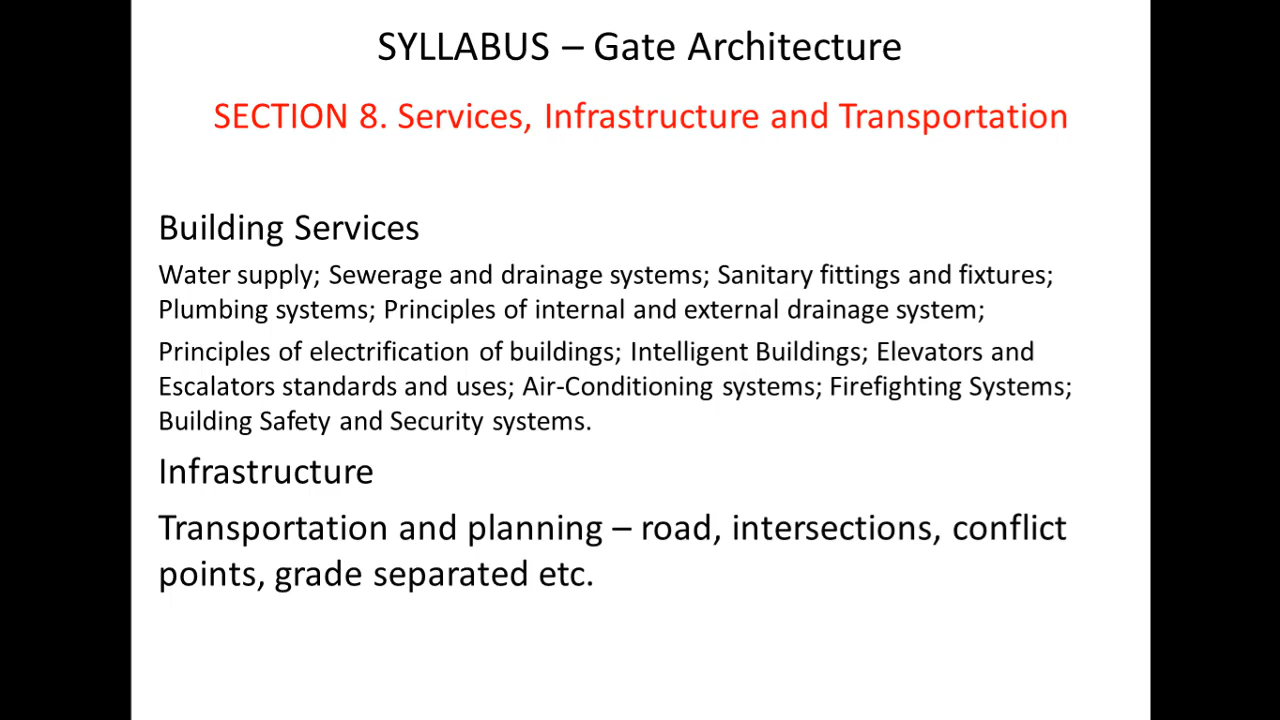 SYLLABUS – Gate Architecture
SECTION 8. Services, Infrastructure and Transportation
Building Services
Water supply; Sewerage and drainage systems; Sanitary fittings and fixtures;
Plumbing systems; Principles of internal and external drainage system;
Principles of electrification of buildings; Intelligent Buildings; Elevators and
Escalators standards and uses; Air-Conditioning systems; Firefighting Systems;
Building Safety and Security systems.
Infrastructure
Transportation and planning – road, intersections, conflict
points, grade separated etc.